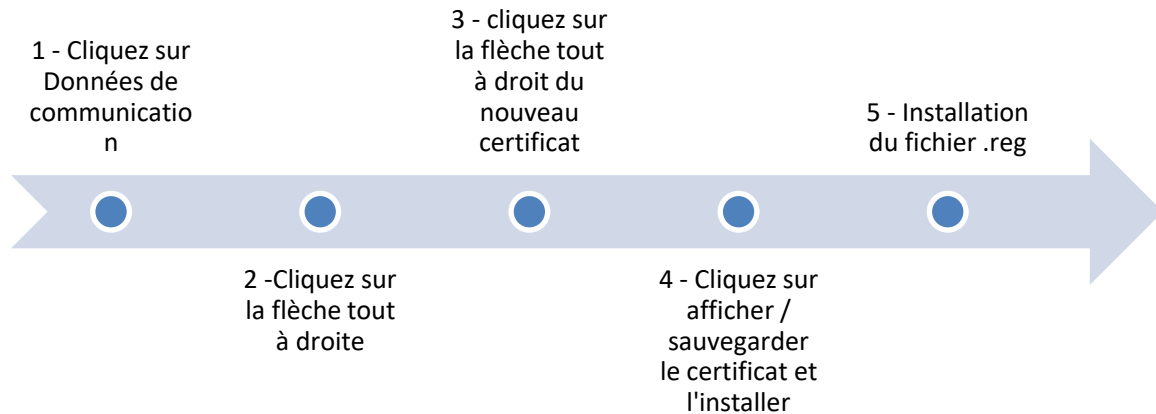 1 - Cliquez sur
Données de
communicatio
n
2 -Cliquez sur
la flèche tout
à droite
3 - cliquez sur
la flèche tout
à droit du
nouveau
certificat
4 - Cliquez sur
afficher /
sauvegarder
le certificat et
l'installer
5 - Installation
du fichier .reg